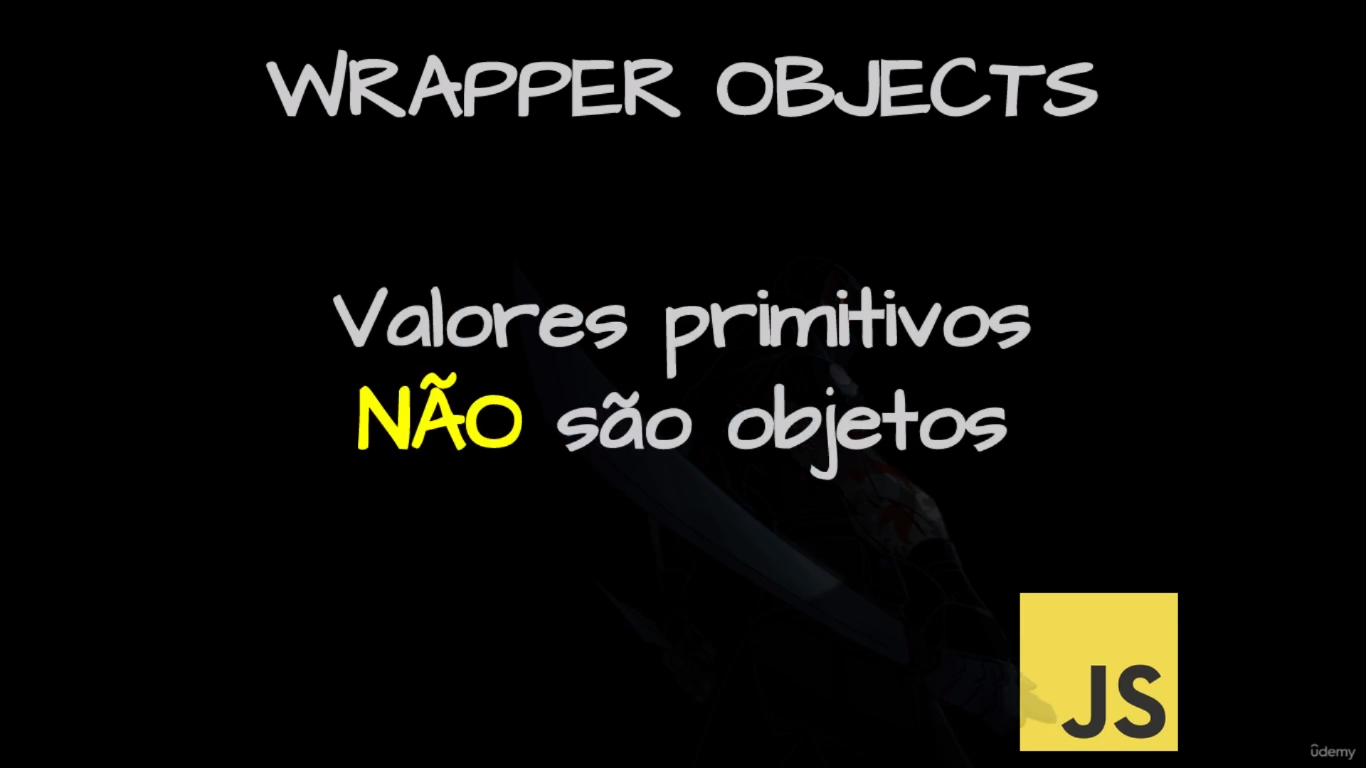 WRAPPER OBJECTS
Valores primitivos
NÃO são objetos
JS
ûdemy